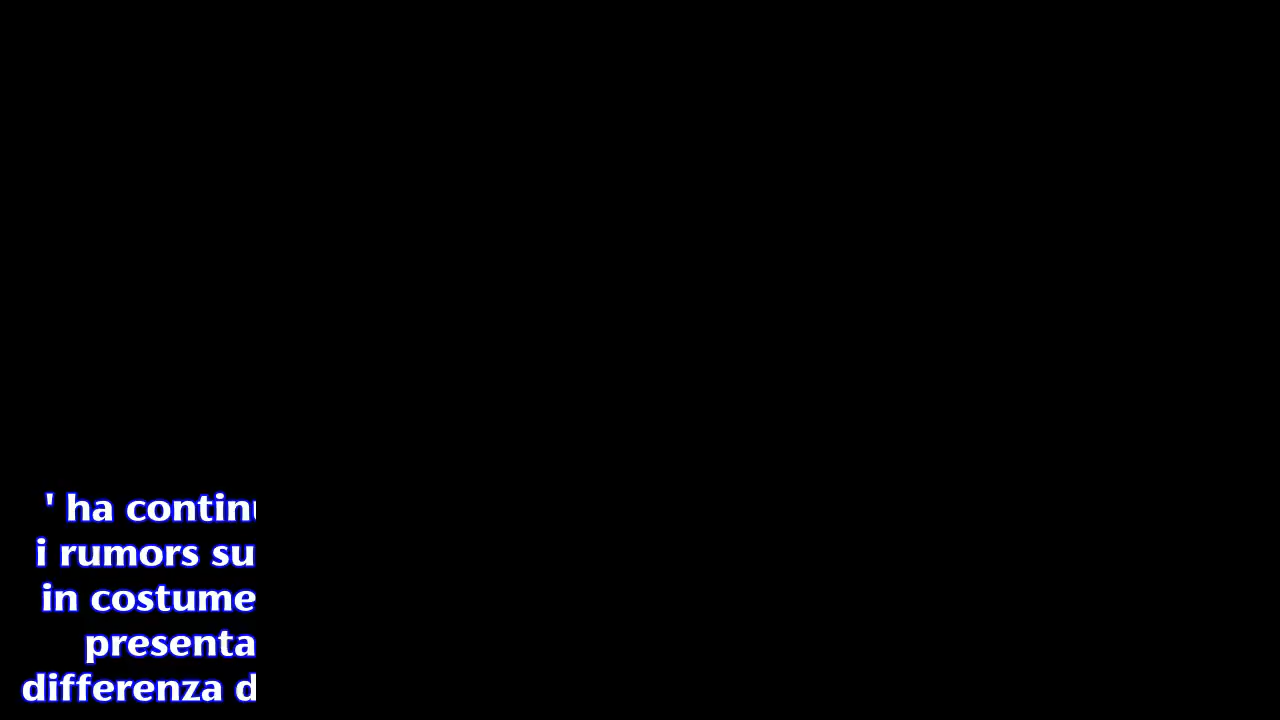 ' ha contin
i rumors su
in costume
presenta
differenza d